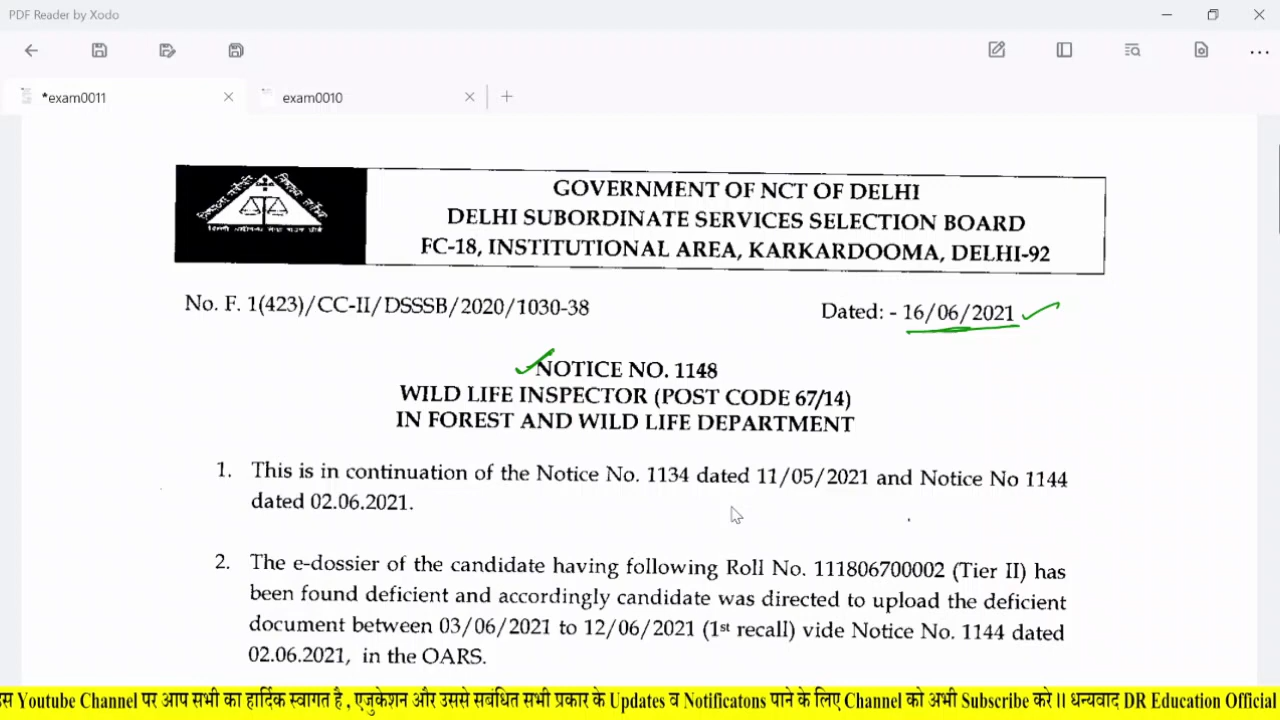 PDF Reader by Xodo
*exam0011
exam0010
GOVERNMENT OF NCT OF DELHI
DELHI SUBORDINATE SERVICES SELECTION BOARD
FC-18, INSTITUTIONAL AREA, KARKARDOOMA, DELHI-92
No. F. 1(423)/CC-II/DSSSB/2020/1030-38
Dated: - 16/06/2021
NOTICE NO. 1148
WILD LIFE INSPECTOR (POST CODE 67/14)
IN FOREST AND WILD LIFE DEPARTMENT
1. This is in continuation of the Notice No. 1134 dated 11/05/2021 and Notice No 1144
dated 02.06.2021.
2. The e-dossier of the candidate having following Roll No. 111806700002 (Tier II) has
been found deficient and accordingly candidate was directed to upload the deficient
document between 03/06/2021 to 12/06/2021 (1st recall) vide Notice No. 1144 dated
02.06.2021, in the OARS.
Youtube Channel पर आप सभी का हार्दिक स्वागत है , एजुकेशन और उससे सबंधित सभी प्रकार के Updates व Notificatons पाने के लिए Channel को अभी Subscribe करे ।। धन्यवाद DR Education Official